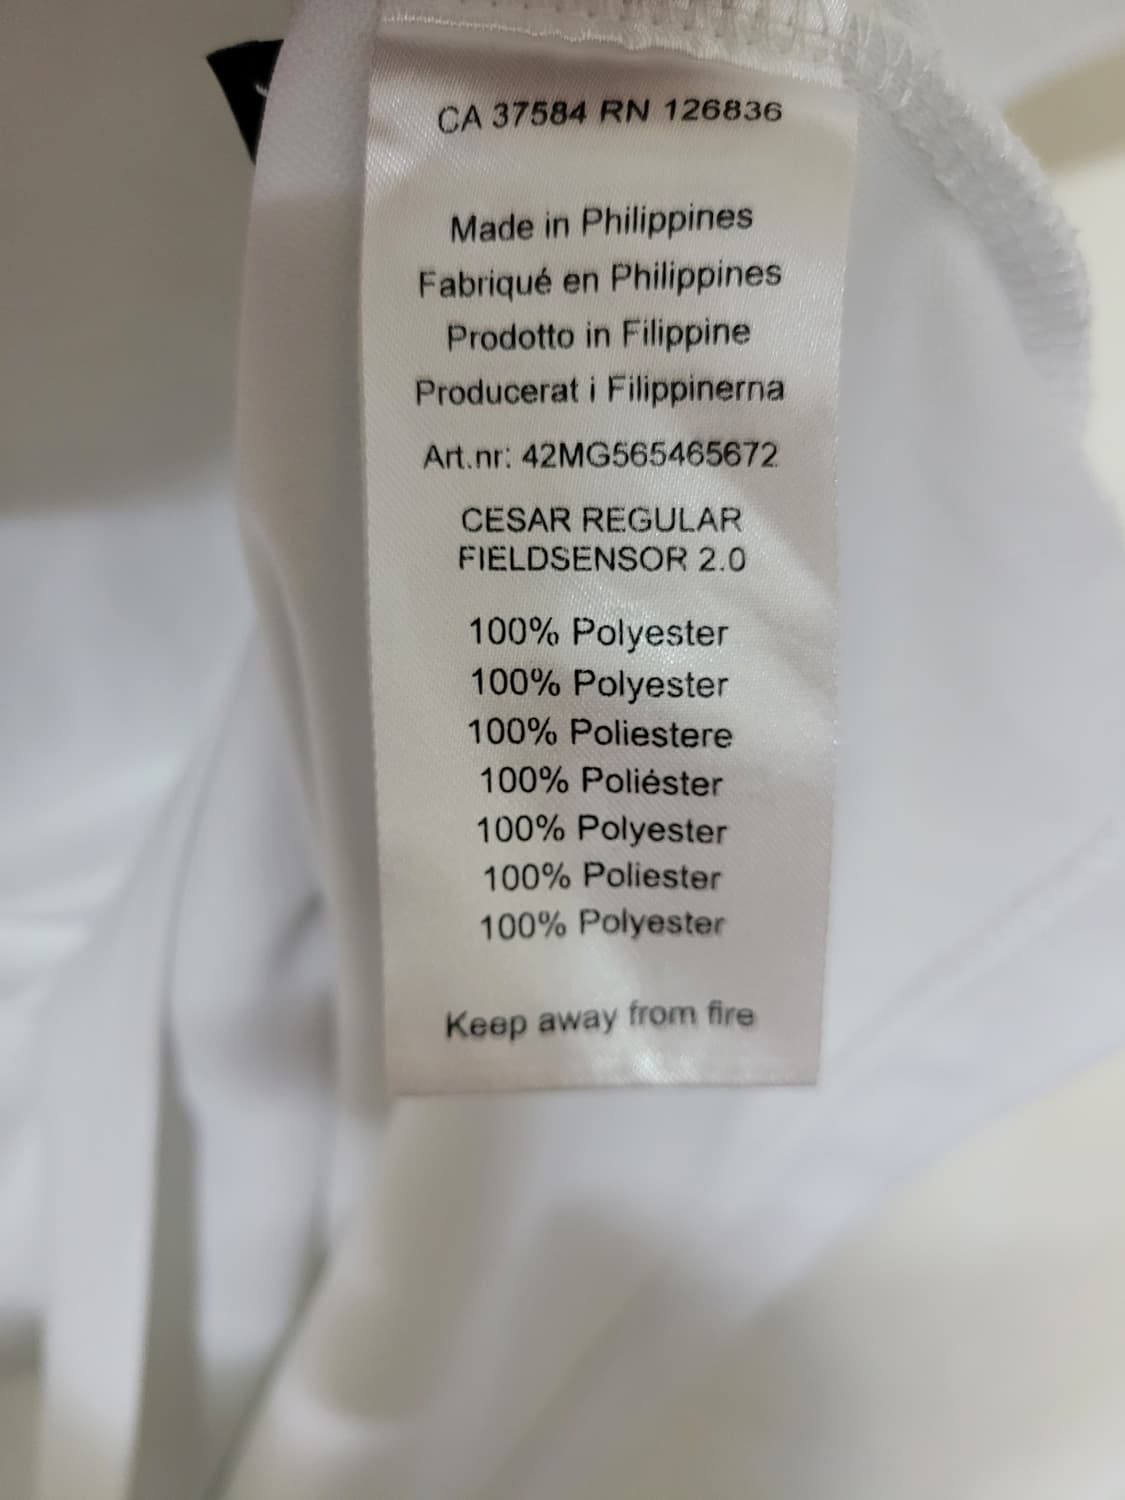 CA 37584 RN 126836
Made in Philippines
Fabriqué en Philippines
Prodotto in Filippine
Producerat i Filippinerna
Art.nr: 42MG565465672
CESAR REGULAR
FIELDSENSOR 2.0
100% Polyester
100% Polyester
100% Poliestere
100% Poliéster
100% Polyester
100% Poliester
100% Polyester
Keep away from fire